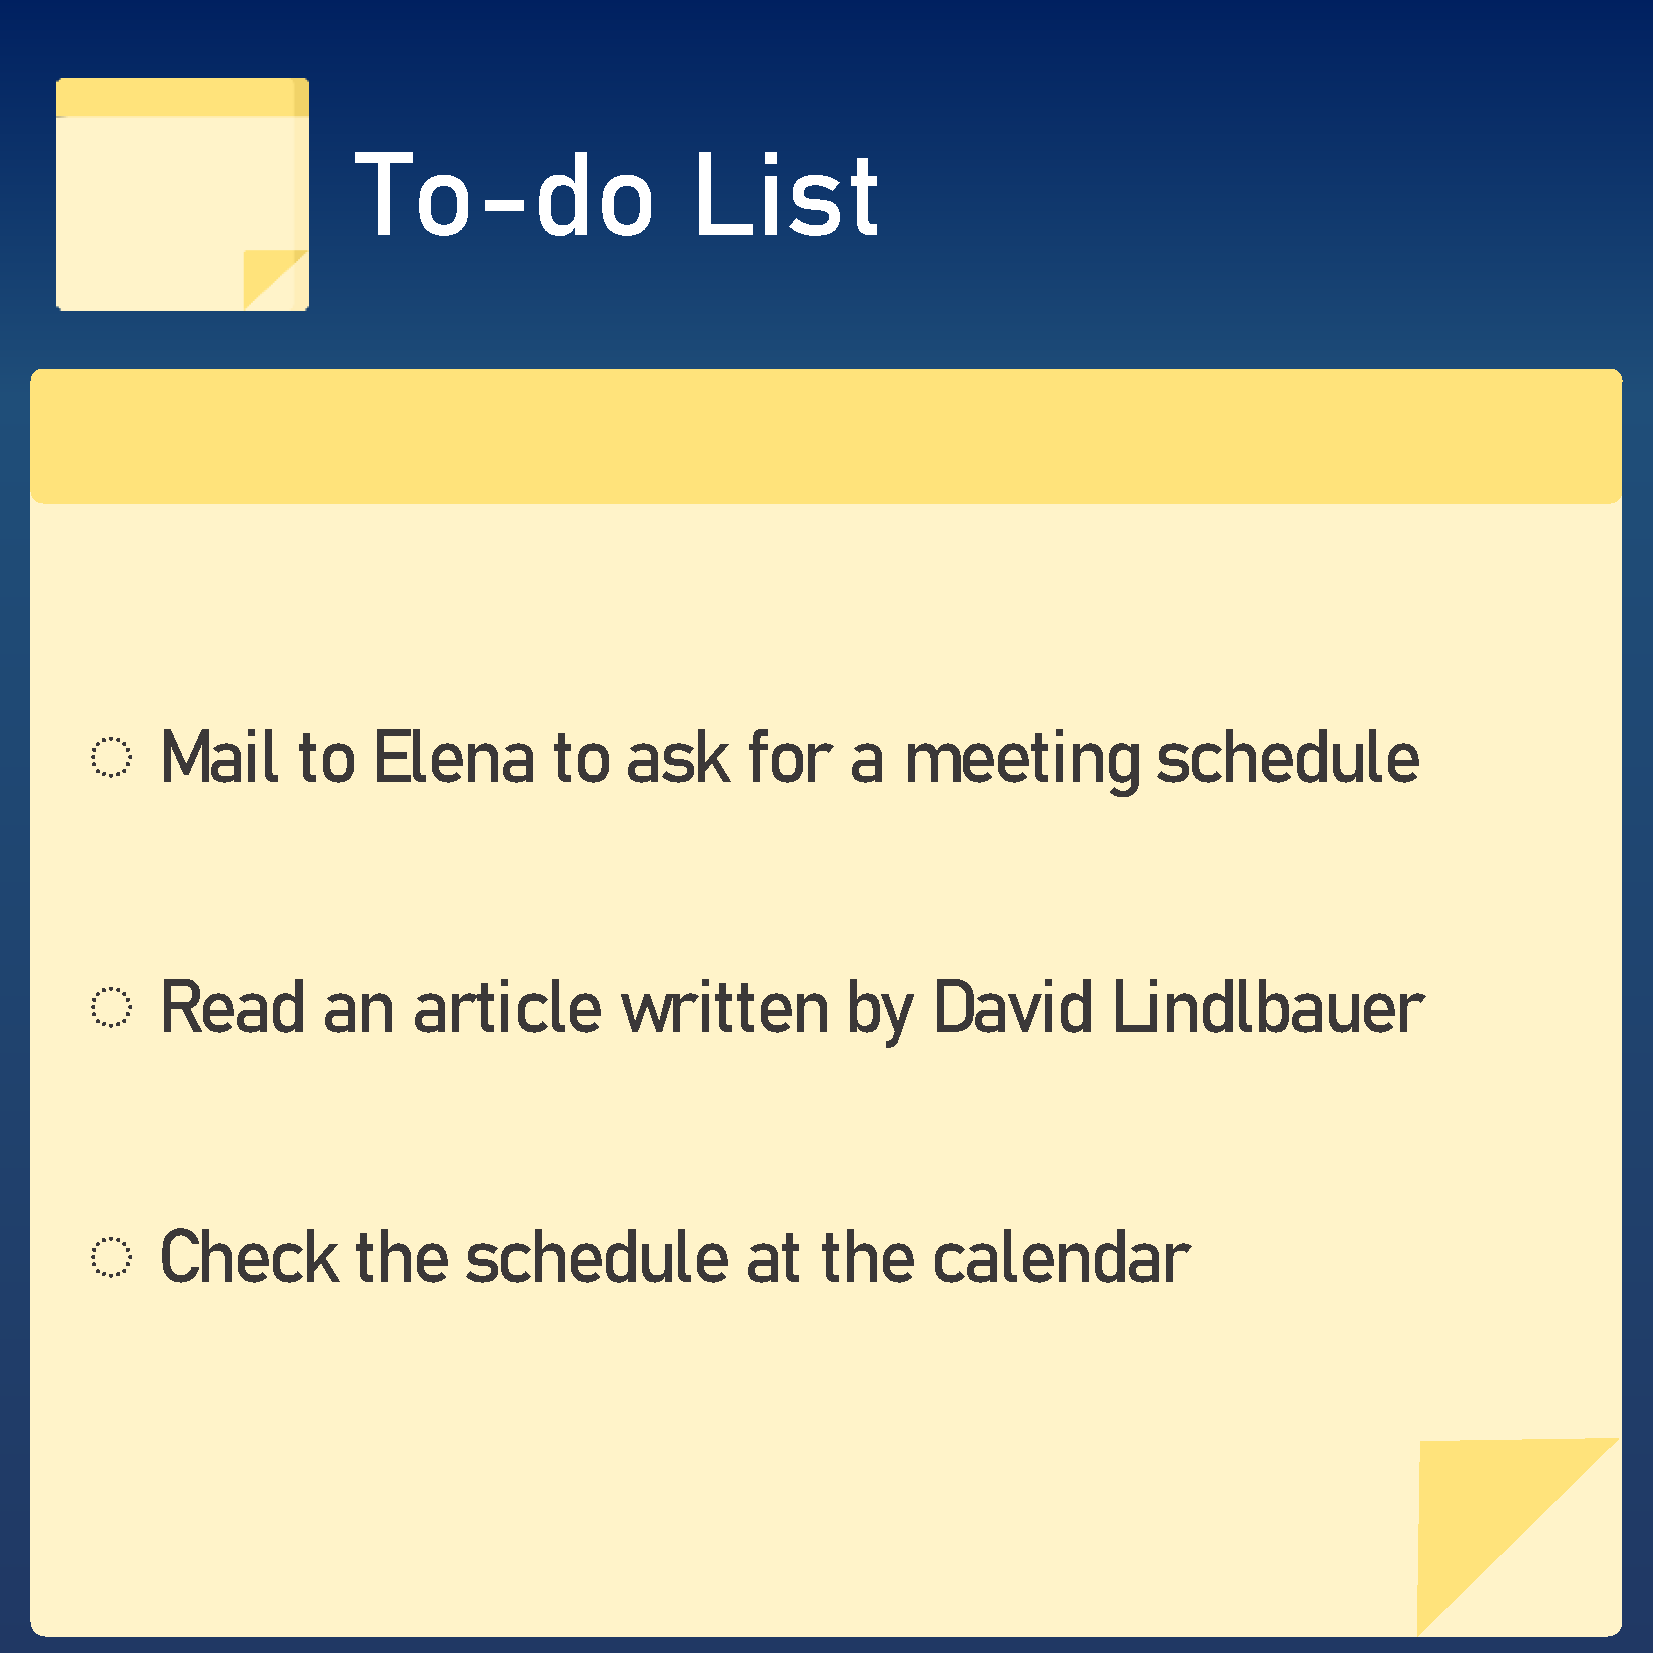 To-do List
Mail to Elena to ask for a meeting schedule
Read an article written by David Lindlbauer
Check the schedule at the calendar